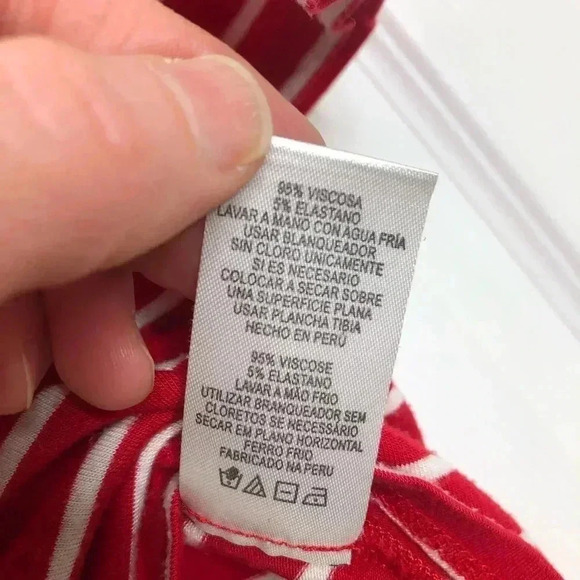 95% VISCOSA
5% ELASTANO
LAVAR A MANO CON AGUA FRÍA
USAR BLANQUEADOR
SIN CLORO UNICAMENTE
SI ES NECESARIO
COLOCAR A SECAR SOBRE
UNA SUPERFICIE PLANA
USAR PLANCHA TIBIA
HECHO EN PERÚ
95% VISCOSE
5% ELASTANO
LAVAR À MÃO FRIO
UTILIZAR BRANQUEADOR SEM
CLORETOS SE NECESSÁRIO
SECAR EM PLANO HORIZONTAL
FERRO FRIO
FABRICADO NA PERU